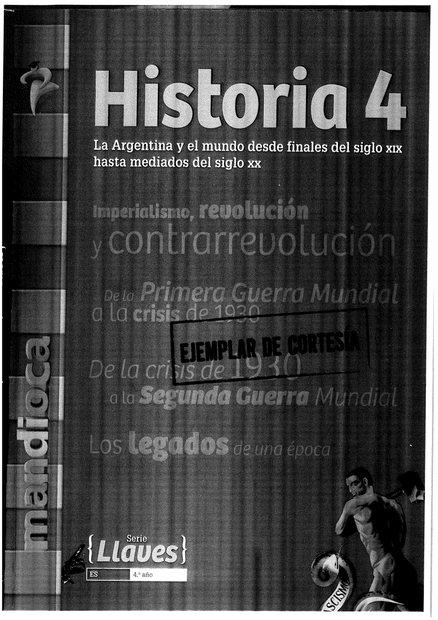 Historia 4
La Argentina y el mundo desde finales del siglo XIX
hasta mediados del siglo XX
Imperialismo, revolución
y contrarrevolución
De la Primera Guerra Mundial
a la crisis de 1930
EJEMPLAR DE CORTESÍA
De la crisis de 1930
a la Segunda Guerra Mundial
Los legados de una época
mandioca
Serie
{Llaves}
ES 4.º año